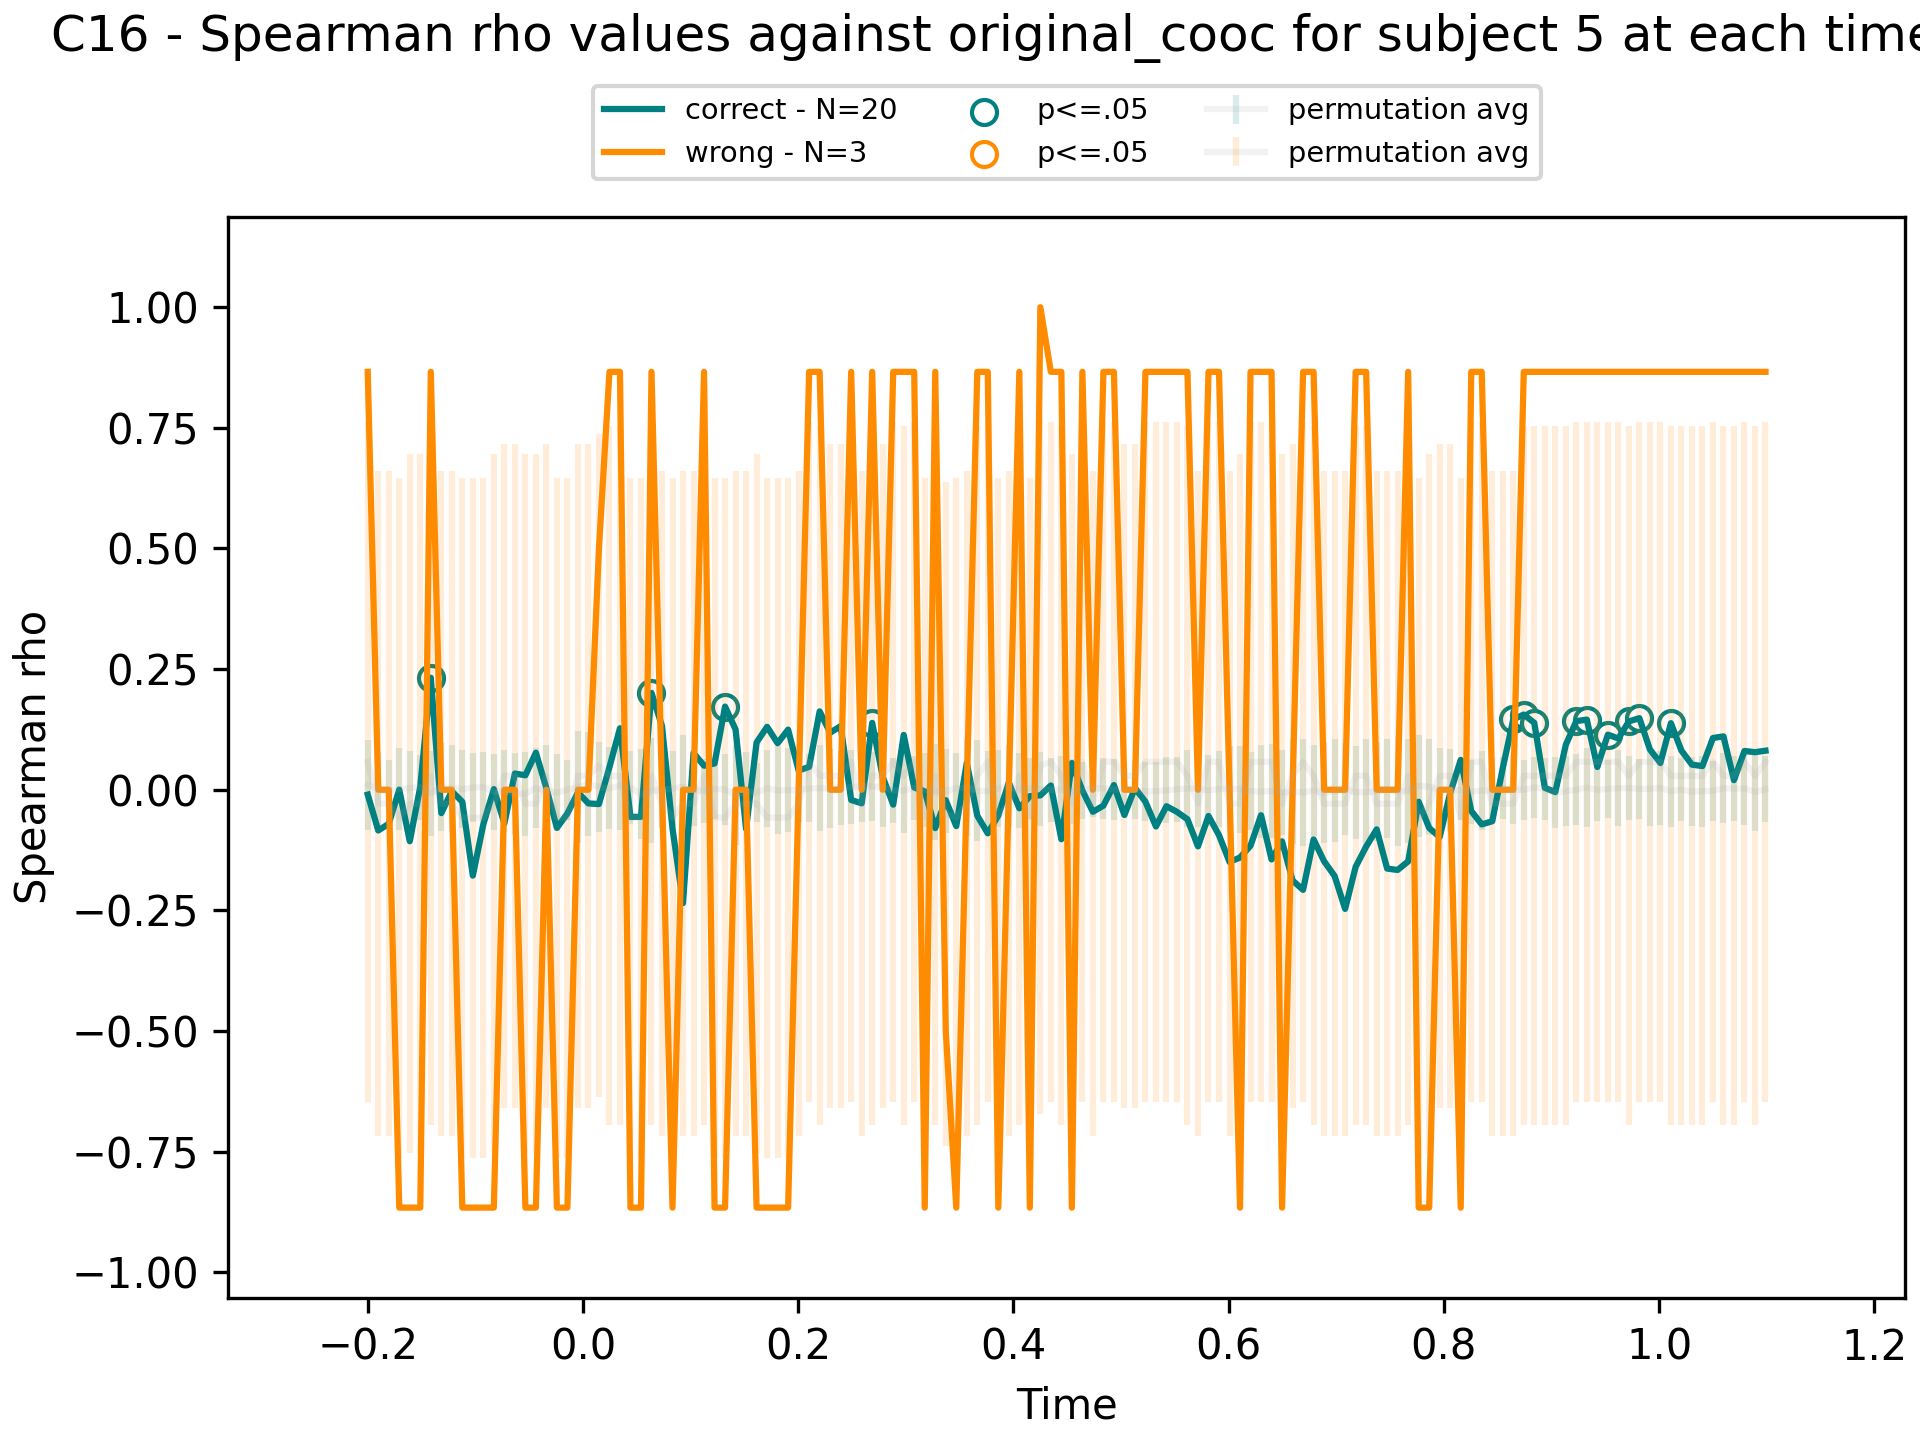 C16 - Spearman rho values against original_cooc for subject 5 at each time
correct - N=20 p<=.05 permutation avg
wrong - N=3 p<=.05 permutation avg
1.00
0.75
0.50
0.25
0.00
−0.25
−0.50
−0.75
−1.00
Spearman rho
−0.2 0.0 0.2 0.4 0.6 0.8 1.0 1.2
Time